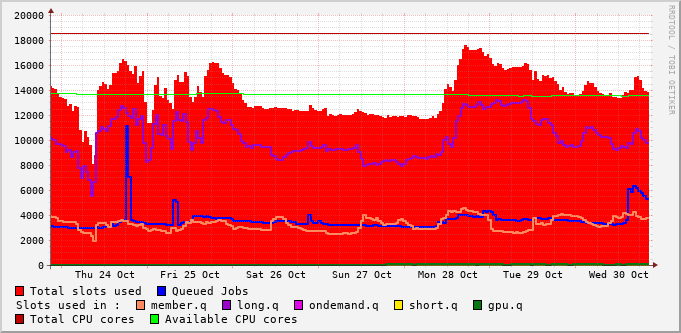 20000
18000
16000
14000
12000
10000
8000
6000
4000
2000
0
Thu 24 Oct Fri 25 Oct Sat 26 Oct Sun 27 Oct Mon 28 Oct Tue 29 Oct Wed 30 Oct
Total slots used Queued Jobs
Slots used in : member.q long.q ondemand.q short.q gpu.q
Total CPU cores Available CPU cores
RRDTOOL / TOBI OETIKER